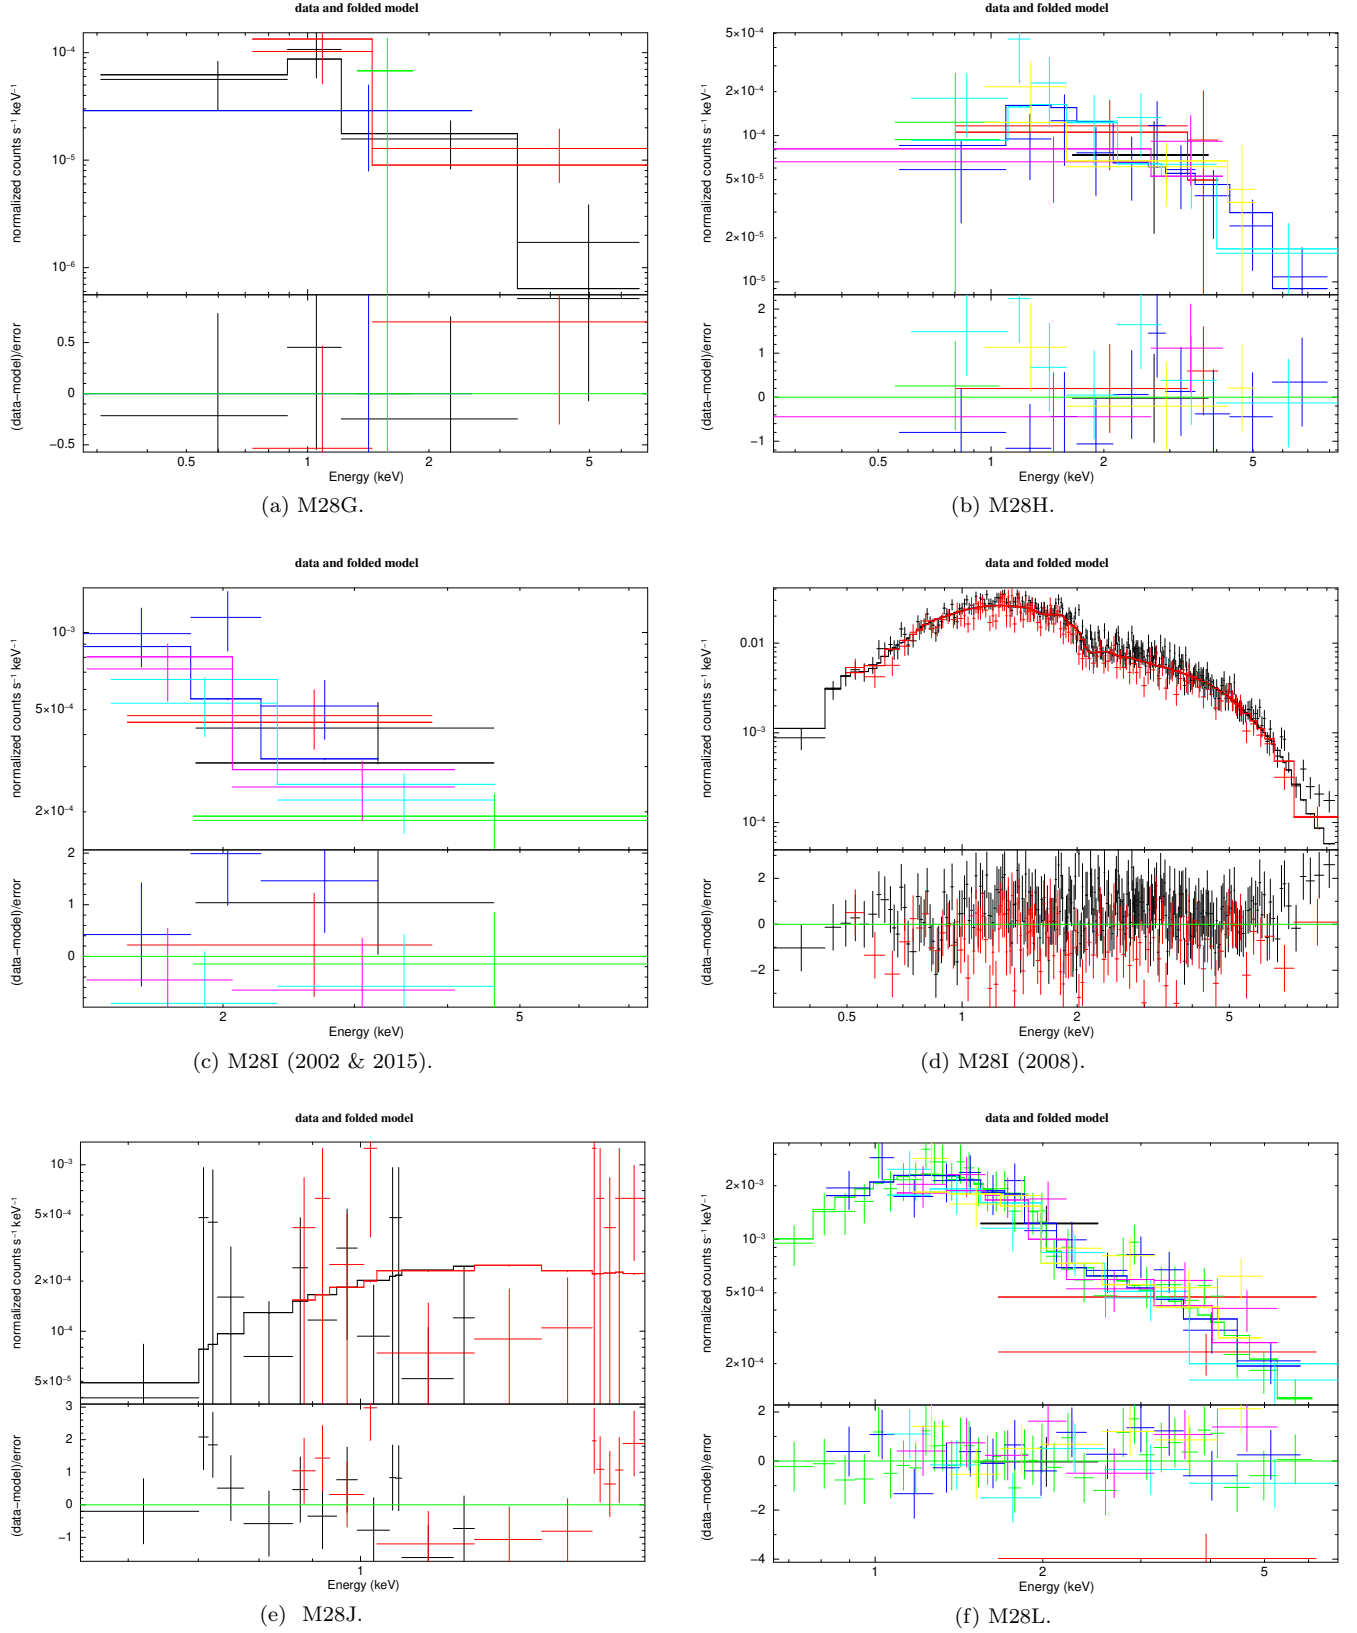 data and folded model
normalized counts s⁻¹ keV⁻¹
10⁻⁴
10⁻⁵
10⁻⁶
(data−model)/error
0.5
0
−0.5
0.5 1 2 5
Energy (keV)
(a) M28G.
data and folded model
normalized counts s⁻¹ keV⁻¹
5×10⁻⁴
2×10⁻⁴
10⁻⁴
5×10⁻⁵
2×10⁻⁵
10⁻⁵
(data−model)/error
2
1
0
−1
0.5 1 2 5
Energy (keV)
(b) M28H.
data and folded model
normalized counts s⁻¹ keV⁻¹
10⁻³
5×10⁻⁴
2×10⁻⁴
(data−model)/error
2
1
0
2 5
Energy (keV)
(c) M28I (2002 & 2015).
data and folded model
normalized counts s⁻¹ keV⁻¹
0.01
10⁻³
10⁻⁴
(data−model)/error
2
0
−2
0.5 1 2 5
Energy (keV)
(d) M28I (2008).
data and folded model
normalized counts s⁻¹ keV⁻¹
10⁻³
5×10⁻⁴
2×10⁻⁴
10⁻⁴
5×10⁻⁵
(data−model)/error
3
2
1
0
−1
1
Energy (keV)
(e) M28J.
data and folded model
normalized counts s⁻¹ keV⁻¹
2×10⁻³
10⁻³
5×10⁻⁴
2×10⁻⁴
(data−model)/error
2
0
−2
−4
1 2 5
Energy (keV)
(f) M28L.